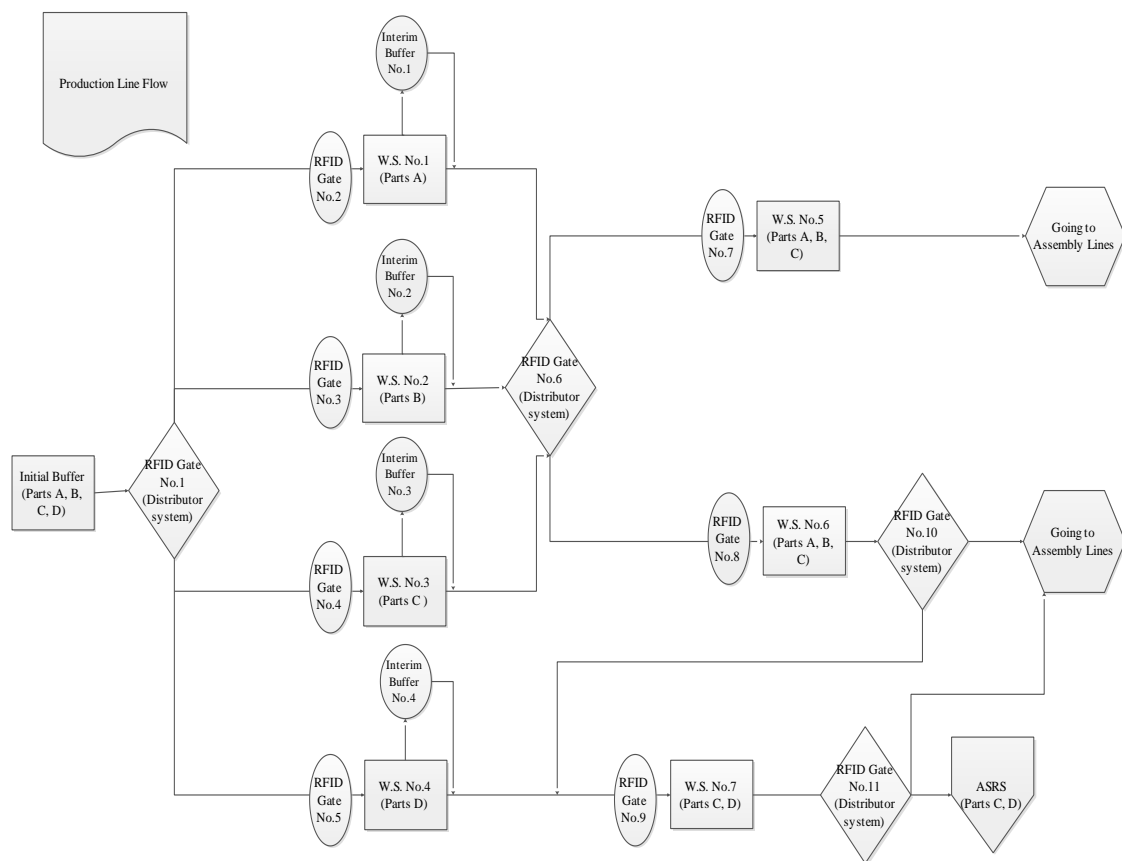 Production Line Flow
Interim
Buffer
No.1
RFID
Gate
No.2
W.S. No.1
(Parts A)
Interim
Buffer
No.2
RFID
Gate
No.3
W.S. No.2
(Parts B)
Initial Buffer
(Parts A, B,
C, D)
RFID Gate
No.1
(Distributor
system)
Interim
Buffer
No.3
RFID
Gate
No.4
W.S. No.3
(Parts C )
Interim
Buffer
No.4
RFID
Gate
No.5
W.S. No.4
(Parts D)
RFID Gate
No.6
(Distributor
system)
RFID
Gate
No.7
W.S. No.5
(Parts A, B,
C)
Going to
Assembly Lines
RFID
Gate
No.8
W.S. No.6
(Parts A, B,
C)
RFID Gate
No.10
(Distributor
system)
Going to
Assembly Lines
RFID
Gate
No.9
W.S. No.7
(Parts C, D)
RFID Gate
No.11
(Distributor
system)
ASRS
(Parts C, D)